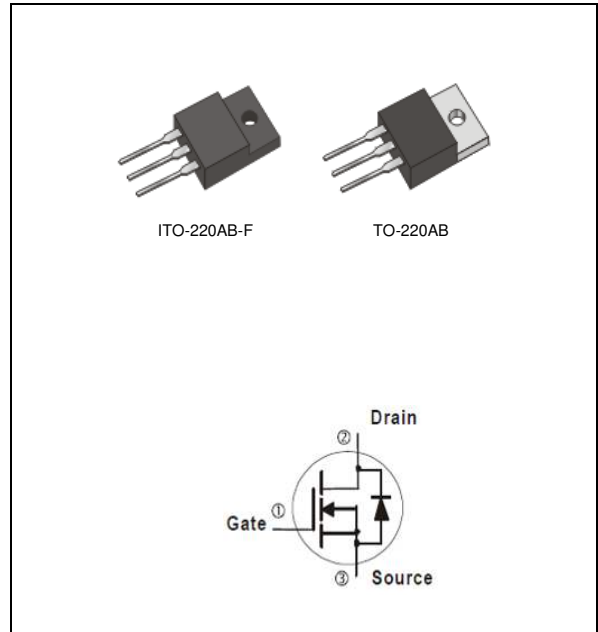 ITO-220AB-F
TO-220AB
Drain
②
①
Gate
③
Source